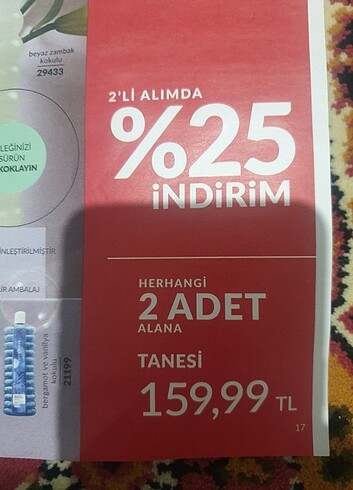 beyaz zambak
kokulu
29433
LEĞİNİZİ
SÜRÜN
KOKLAYIN
İNLEŞTİRİLMİŞTİR
ÜR AMBALAJ
bergamot ve vanilya
kokulu
21199
2'Lİ ALIMDA
%25
İNDİRİM
HERHANGİ
2 ADET
ALANA
TANESİ
159,99 TL
17